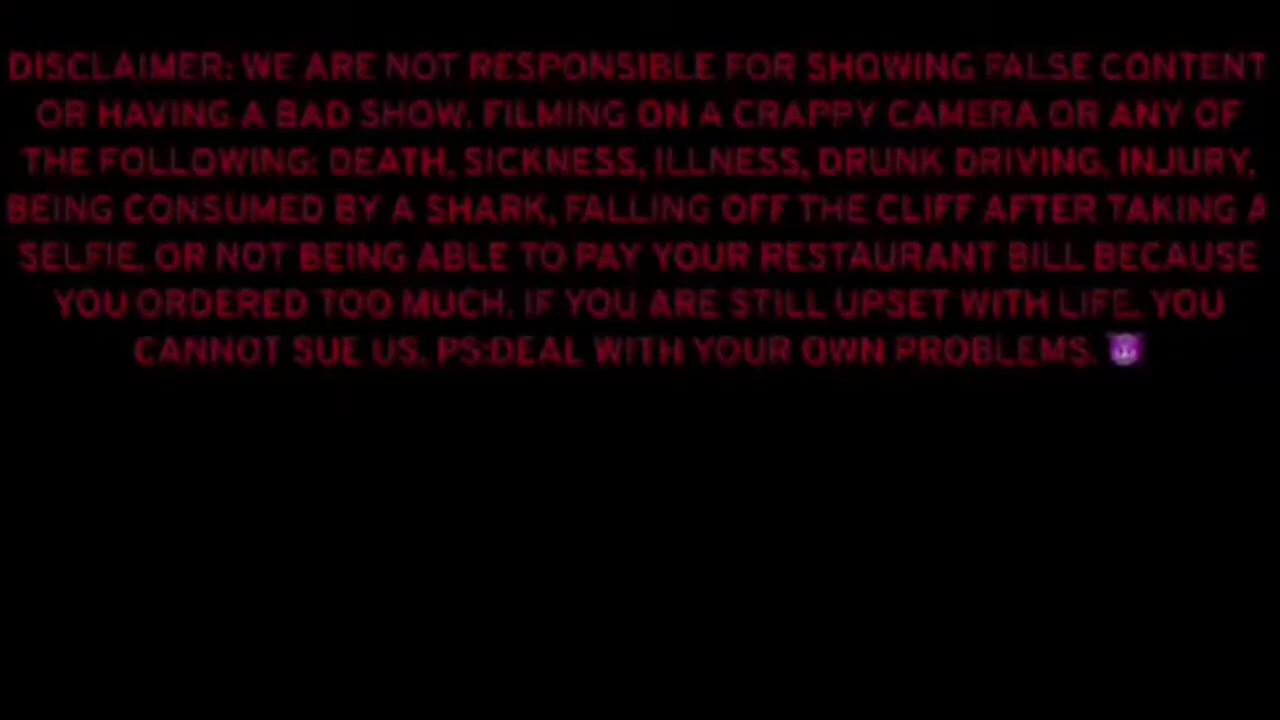 DISCLAIMER: WE ARE NOT RESPONSIBLE FOR SHOWING FALSE CONTENT
OR HAVING A BAD SHOW. FILMING ON A CRAPPY CAMERA OR ANY OF
THE FOLLOWING: DEATH, SICKNESS, ILLNESS, DRUNK DRIVING, INJURY,
BEING CONSUMED BY A SHARK, FALLING OFF THE CLIFF AFTER TAKING A
SELFIE. OR NOT BEING ABLE TO PAY YOUR RESTAURANT BILL BECAUSE
YOU ORDERED TOO MUCH. IF YOU ARE STILL UPSET WITH LIFE. YOU
CANNOT SUE US. PS:DEAL WITH YOUR OWN PROBLEMS. 😈